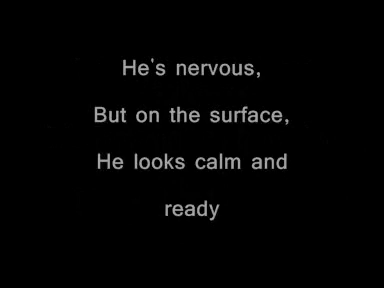 He's nervous,
But on the surface,
He looks calm and
ready